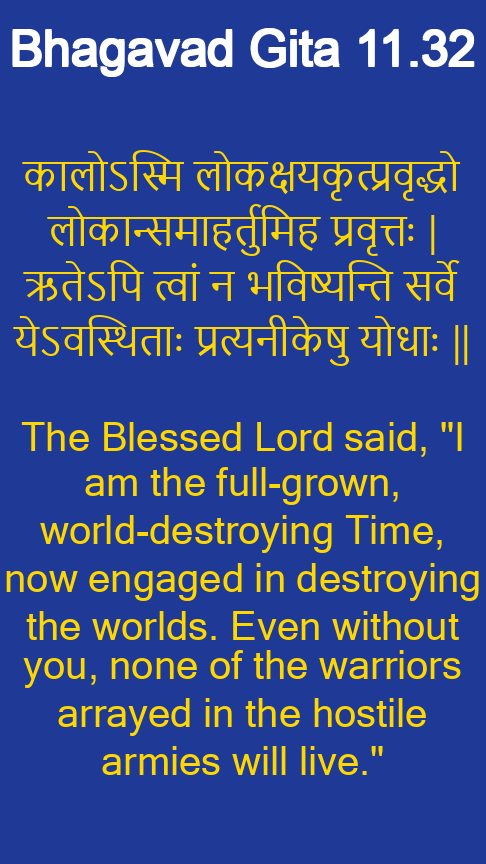 Bhagavad Gita 11.32
कालोऽस्मि लोकक्षयकृत्प्रवृद्धो
लोकान्समाहर्तुमिह प्रवृत्तः |
ऋतेऽपि त्वां न भविष्यन्ति सर्वे
येऽवस्थिताः प्रत्यनीकेषु योधाः ||
The Blessed Lord said, "I
am the full-grown,
world-destroying Time,
now engaged in destroying
the worlds. Even without
you, none of the warriors
arrayed in the hostile
armies will live."